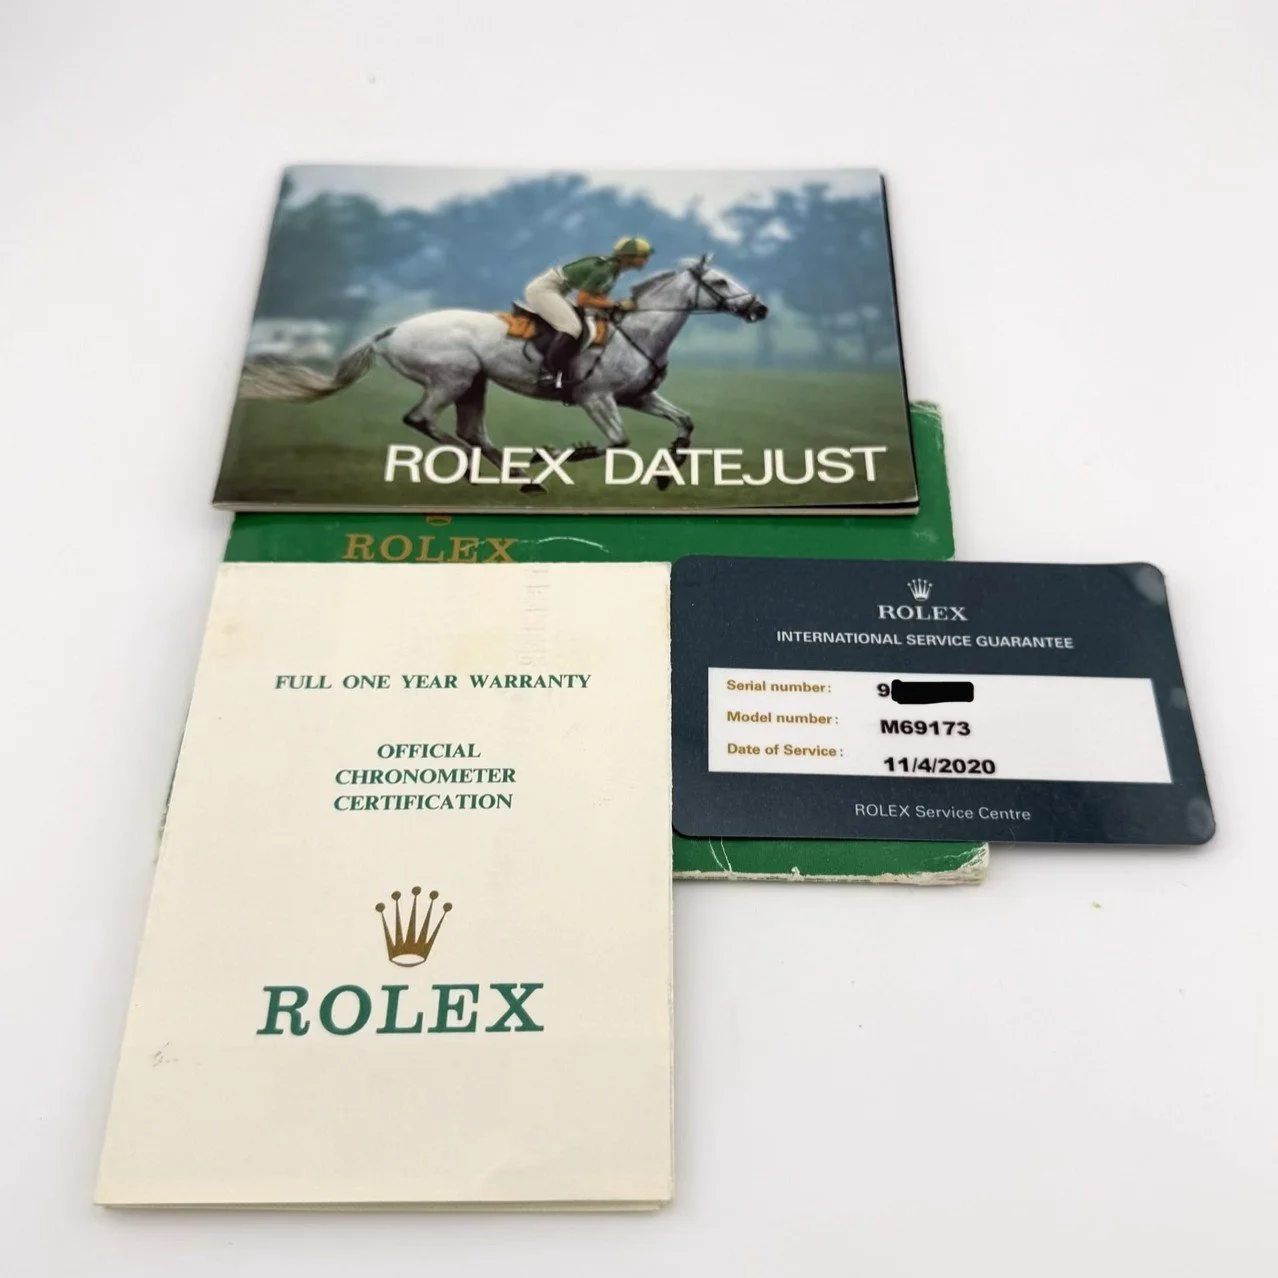 ROLEX DATEJUST
ROLEX
FULL ONE YEAR WARRANTY
OFFICIAL
CHRONOMETER
CERTIFICATION
ROLEX
ROLEX
INTERNATIONAL SERVICE GUARANTEE
Serial number: 9
Model number: M69173
Date of Service: 11/4/2020
ROLEX Service Centre